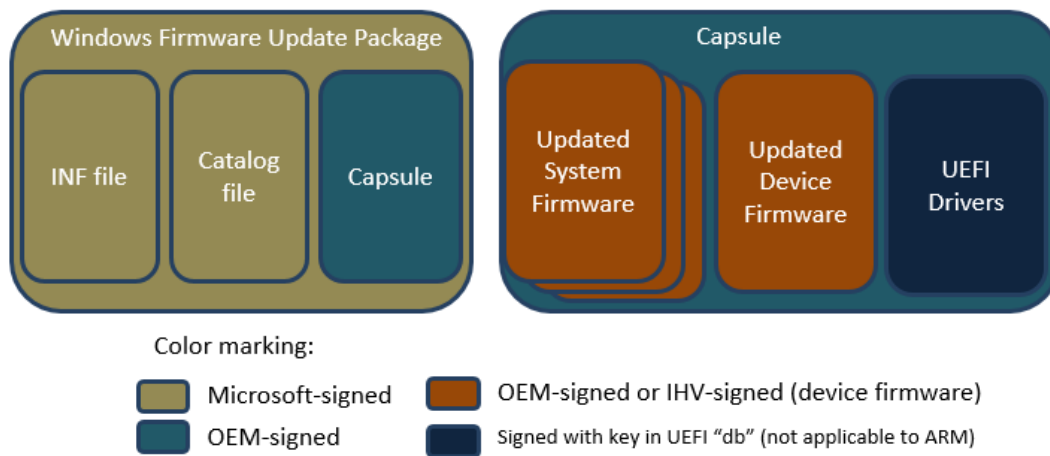 Windows Firmware Update Package
INF file
Catalog
file
Capsule
Capsule
Updated
System
Firmware
Updated
Device
Firmware
UEFI
Drivers
Color marking:
Microsoft-signed
OEM-signed
OEM-signed or IHV-signed (device firmware)
Signed with key in UEFI “db” (not applicable to ARM)